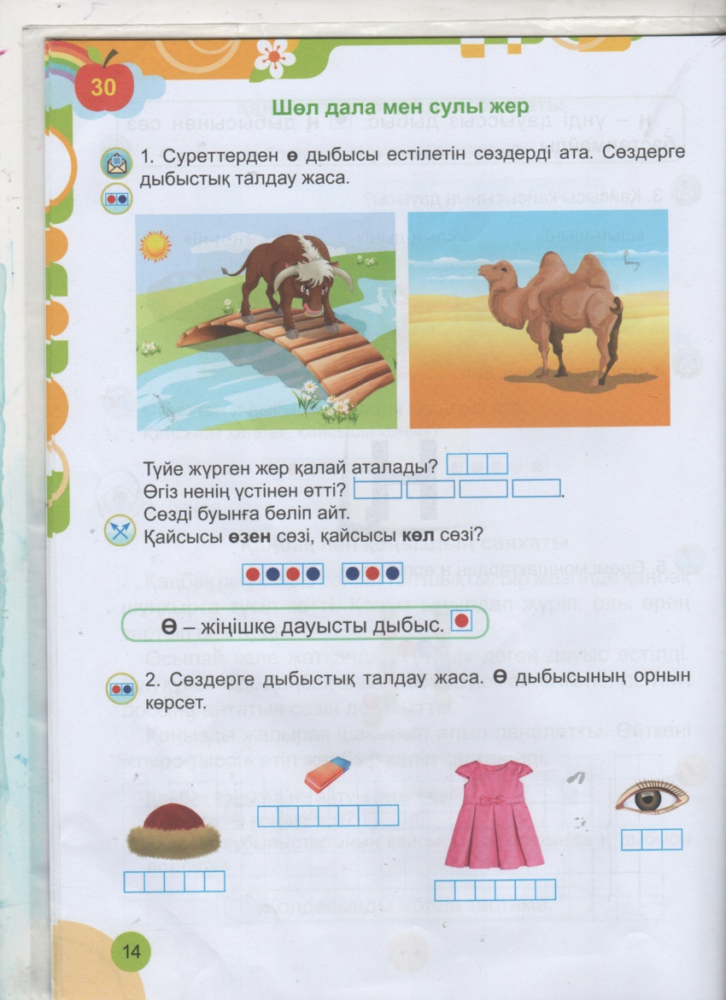 30
Шөл дала мен сулы жер
1. Суреттерден ө дыбысы естілетін сөздерді ата. Сөздерге
дыбыстық талдау жаса.
Түйе жүрген жер қалай аталады?
Өгіз ненің үстінен өтті? .
Сөзді буынға бөліп айт.
Қайсысы өзен сөзі, қайсысы көл сөзі?
Ө – жіңішке дауысты дыбыс.
2. Сөздерге дыбыстық талдау жаса. Ө дыбысының орнын
көрсет.
14